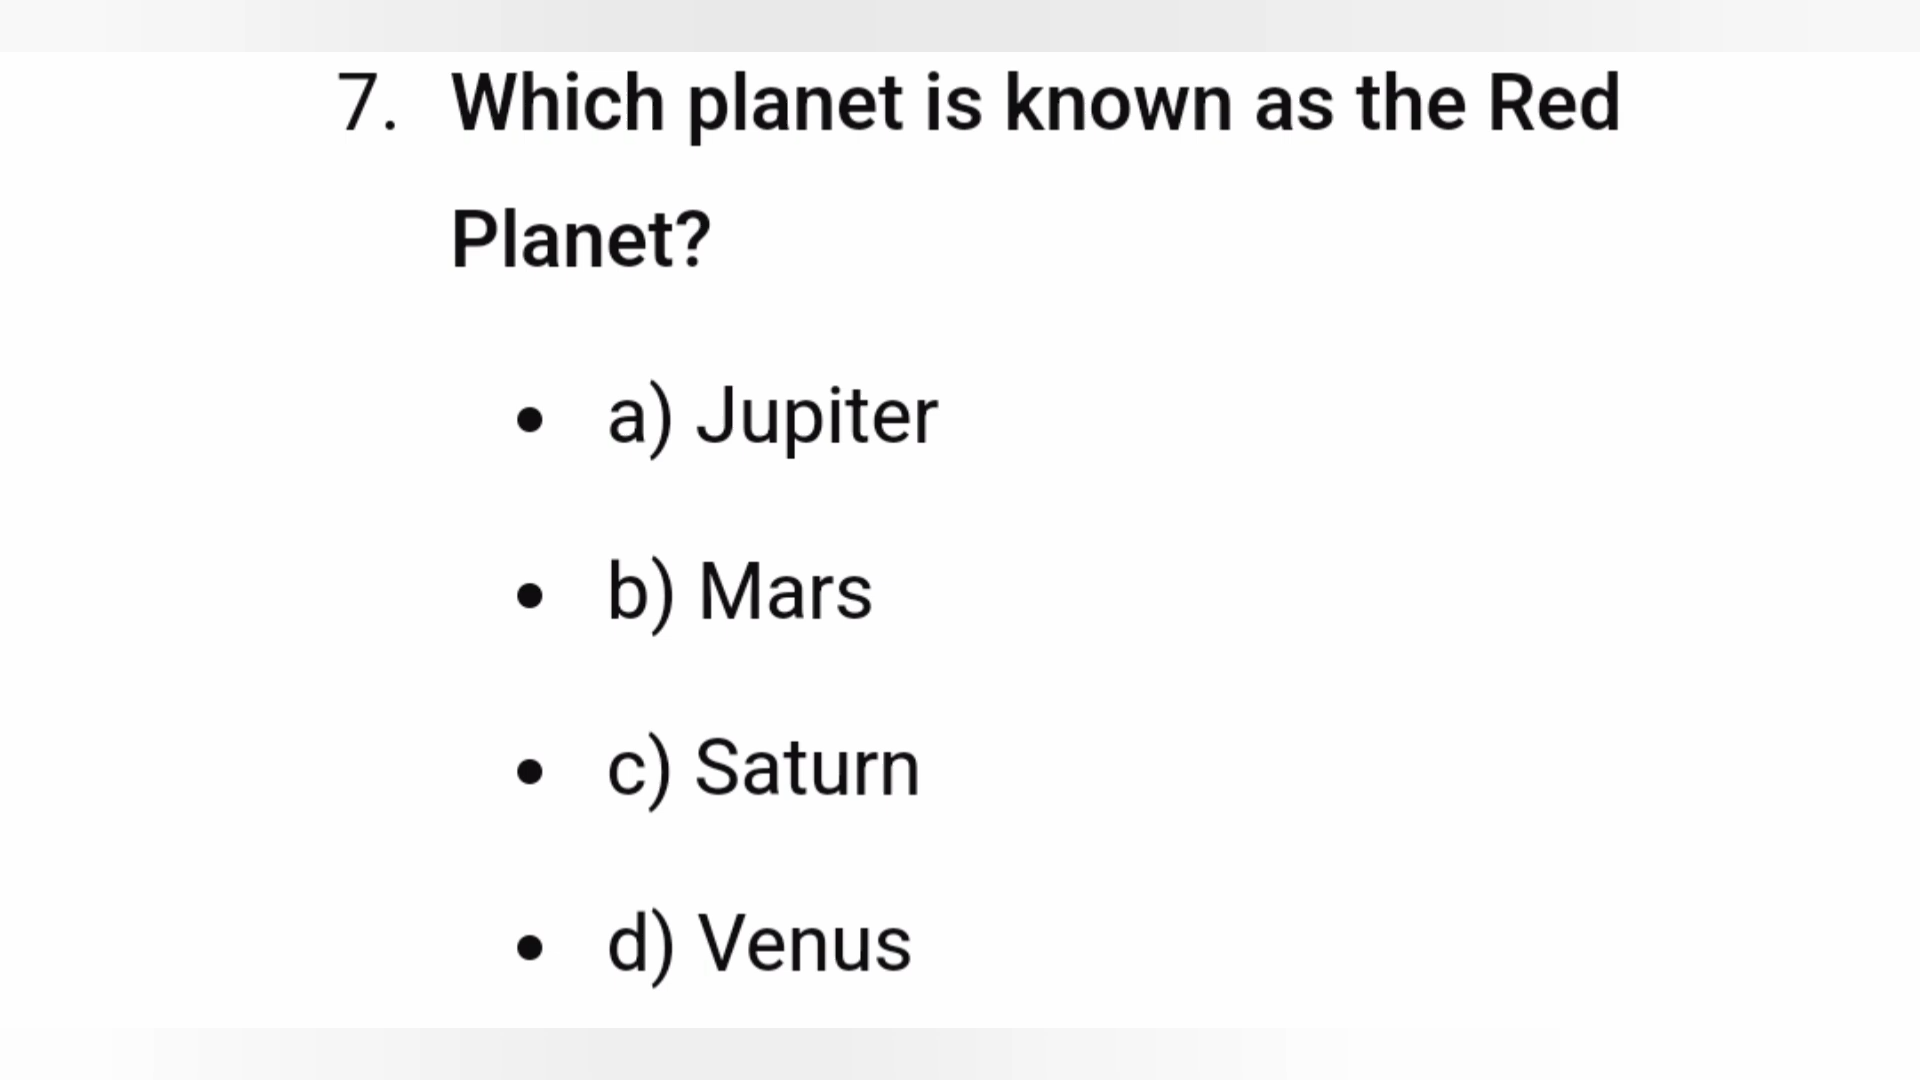 7. Which planet is known as the Red
Planet?
• a) Jupiter
• b) Mars
• c) Saturn
• d) Venus